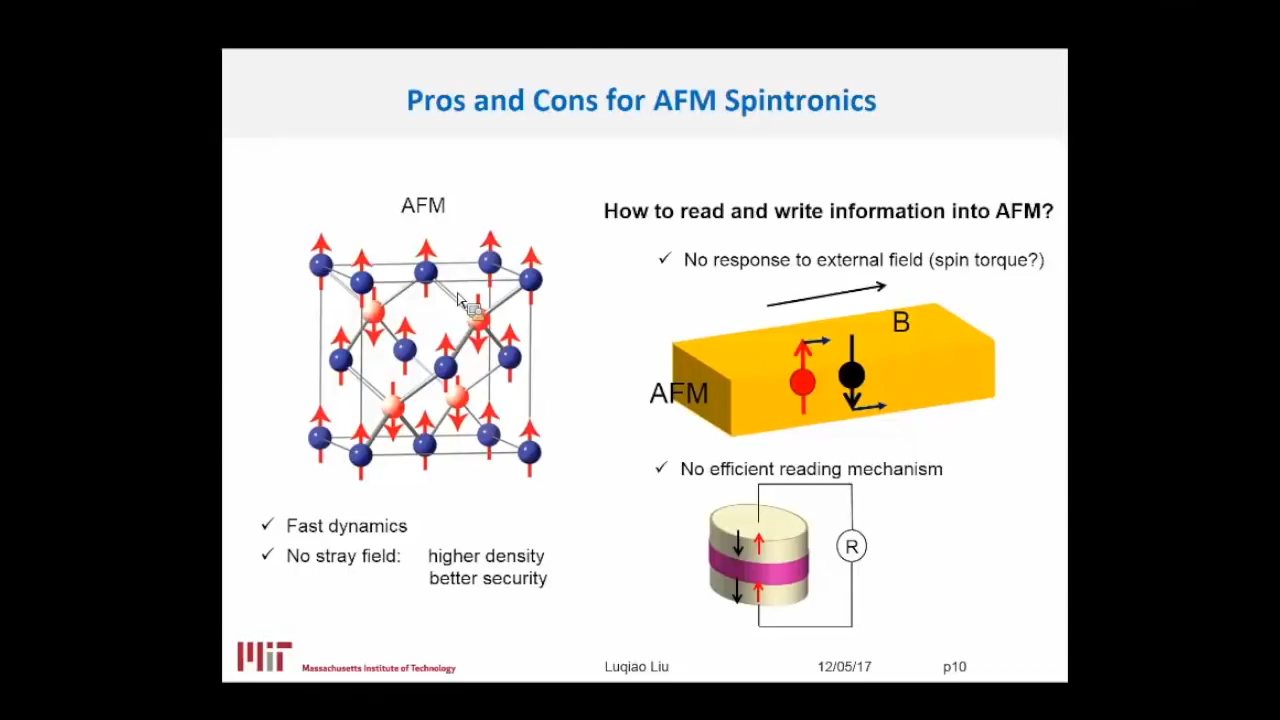 Pros and Cons for AFM Spintronics
AFM
✓ Fast dynamics
✓ No stray field: higher density
better security
How to read and write information into AFM?
✓ No response to external field (spin torque?)
B
AFM
✓ No efficient reading mechanism
R
MIT Massachusetts Institute of Technology
Luqiao Liu 12/05/17 p10